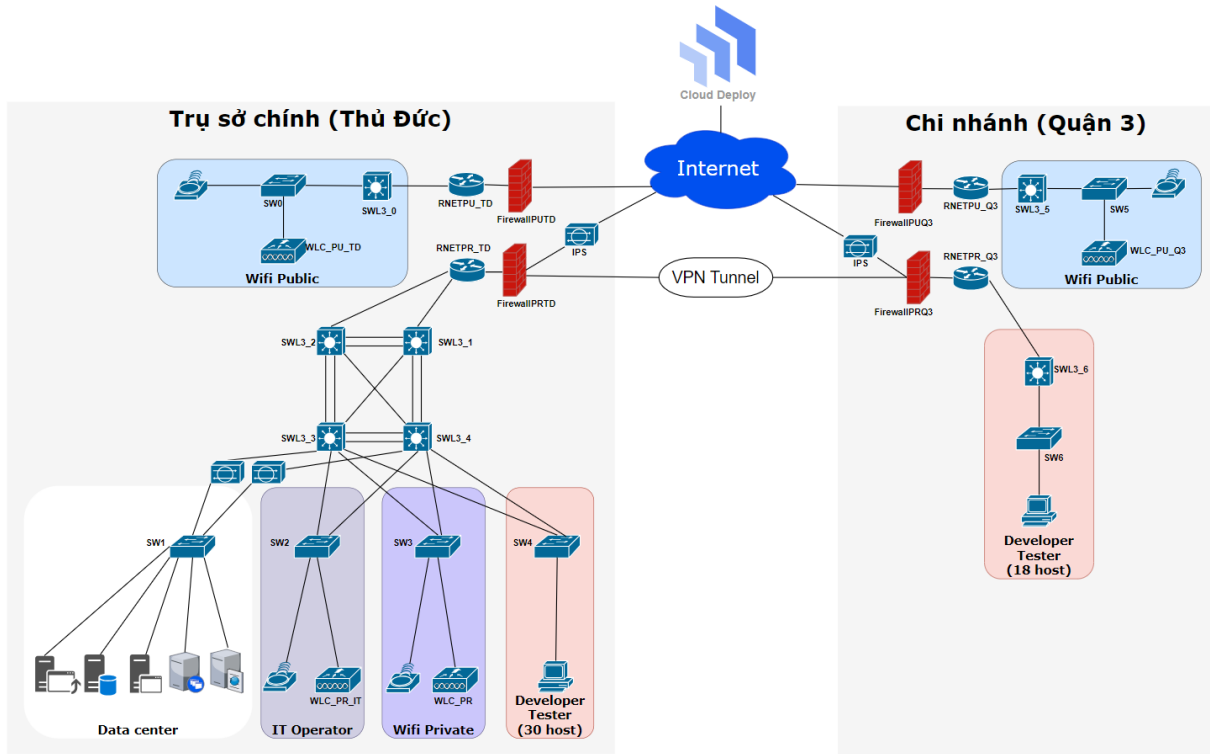 Cloud Deploy
Trụ sở chính (Thủ Đức)
Chi nhánh (Quận 3)
Internet
SW0
SWL3_0
RNETPU_TD
FirewallPUTD
WLC_PU_TD
Wifi Public
RNETPR_TD
IPS
FirewallPRTD
VPN Tunnel
FirewallPUQ3
RNETPU_Q3
SWL3_5
SW5
WLC_PU_Q3
Wifi Public
IPS
RNETPR_Q3
FirewallPRQ3
SWL3_2
SWL3_1
SWL3_3
SWL3_4
SWL3_6
SW6
Developer
Tester
(18 host)
SW1
SW2
SW3
SW4
WLC_PR_IT
WLC_PR
Data center
IT Operator
Wifi Private
Developer
Tester
(30 host)